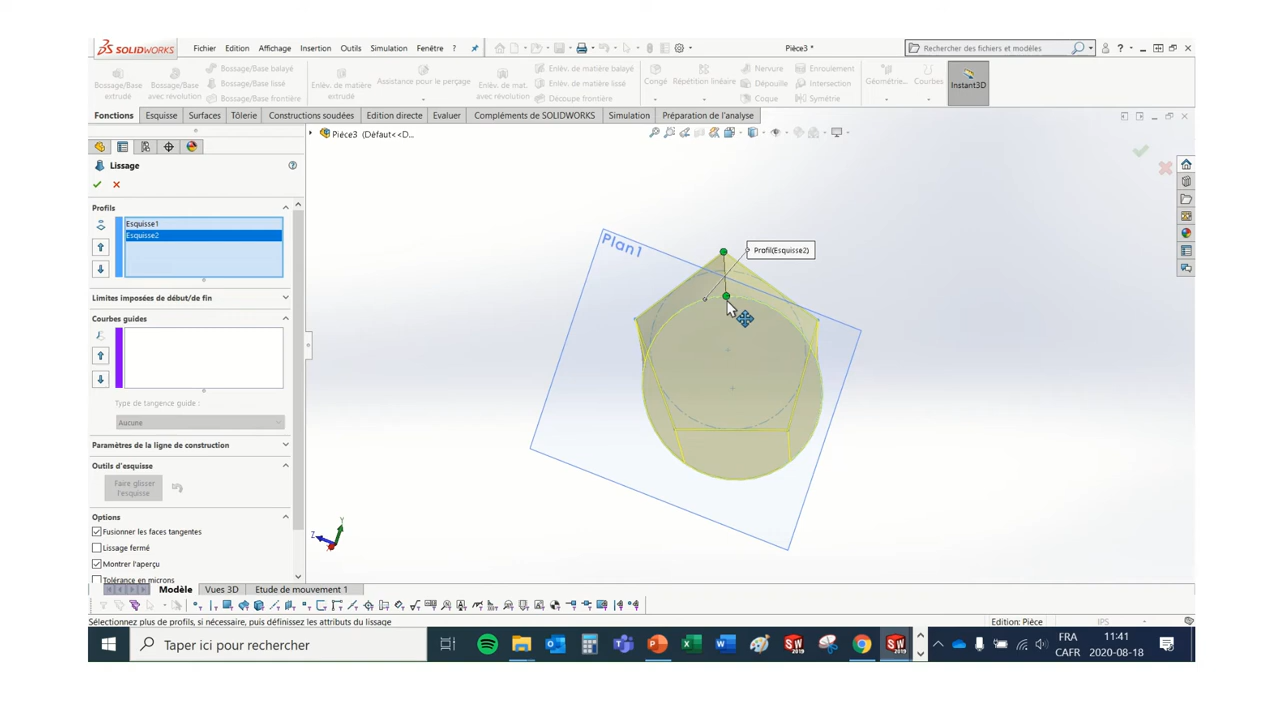 SOLIDWORKS
Fichier Edition Affichage Insertion Outils Simulation Fenêtre
Pièce3 *
Rechercher des fichiers et modèles
Bossage/Base extrudé
Bossage/Base avec révolution
Bossage/Base balayé
Bossage/Base lissé
Bossage/Base frontière
Enlèv. de matière extrudé
Assistance pour le perçage
Enlèv. de mat. avec révolution
Enlèv. de matière balayé
Enlèv. de matière lissé
Découpe frontière
Congé
Répétition linéaire
Nervure
Dépouille
Coque
Enroulement
Intersection
Symétrie
Géométrie...
Courbes
Instant3D
Fonctions Esquisse Surfaces Tôlerie Constructions soudées Edition directe Evaluer Compléments de SOLIDWORKS Simulation Préparation de l'analyse
Pièce3 (Défaut<<D...
Lissage
Profils
Esquisse1
Esquisse2
Limites imposées de début/de fin
Courbes guides
Type de tangence guide :
Aucune
Paramètres de la ligne de construction
Outils d'esquisse
Faire glisser
l'esquisse
Options
Fusionner les faces tangentes
Lissage fermé
Montrer l'aperçu
Tolérance en microns
Plan1
Profil(Esquisse2)
Y
Z
Modèle Vues 3D Etude de mouvement 1
Sélectionnez plus de profils, si nécessaire, puis définissez les attributs du lissage
Edition: Pièce
IPS
Taper ici pour rechercher
SW
2019
SW
2019
FRA
CAFR
11:41
2020-08-18